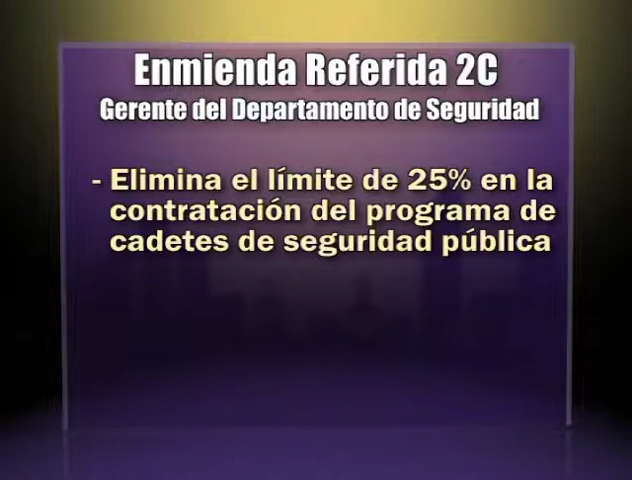 Enmienda Referida 2C
Gerente del Departamento de Seguridad
- Elimina el límite de 25% en la
contratación del programa de
cadetes de seguridad pública